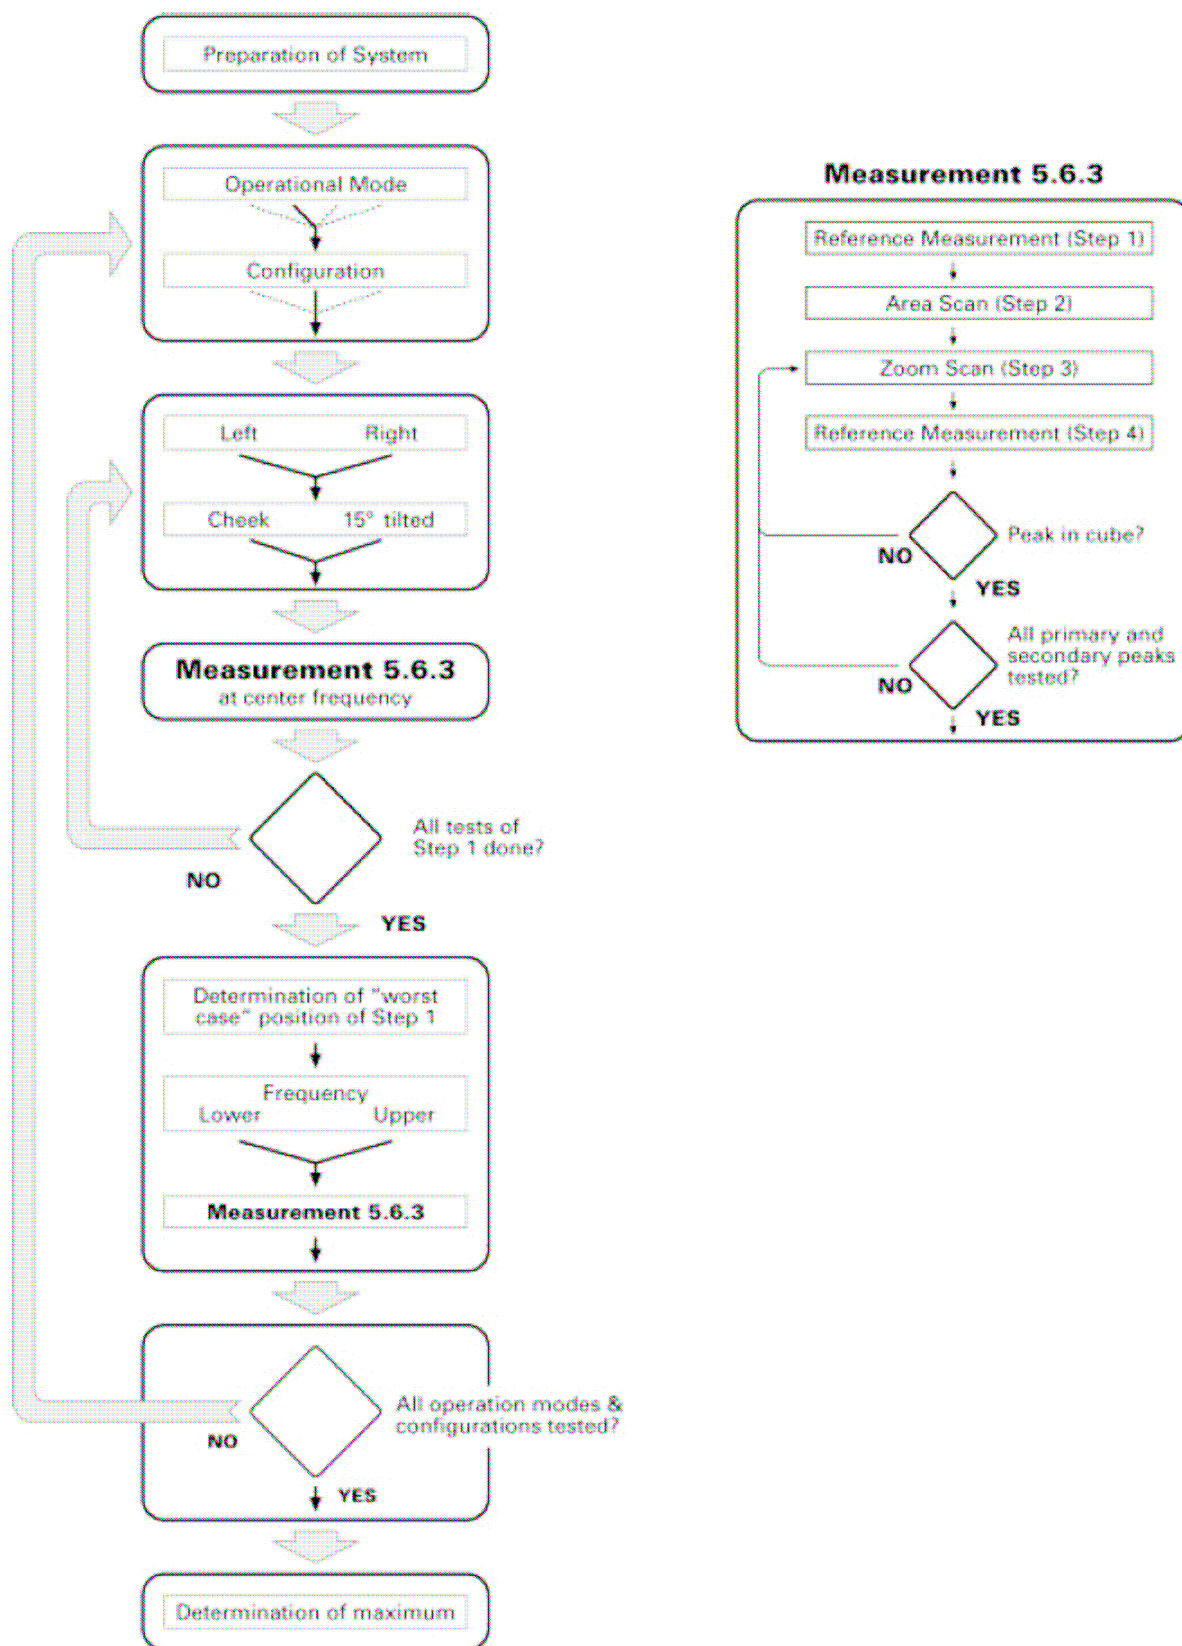 Preparation of System
Operational Mode
Configuration
Left Right
Cheek 15° tilted
Measurement 5.6.3
at center frequency
All tests of
Step 1 done?
NO
YES
Determination of "worst
case" position of Step 1
Frequency
Lower Upper
Measurement 5.6.3
All operation modes &
configurations tested?
NO
YES
Determination of maximum
Measurement 5.6.3
Reference Measurement (Step 1)
Area Scan (Step 2)
Zoom Scan (Step 3)
Reference Measurement (Step 4)
Peak in cube?
NO
YES
All primary and
secondary peaks
tested?
NO
YES